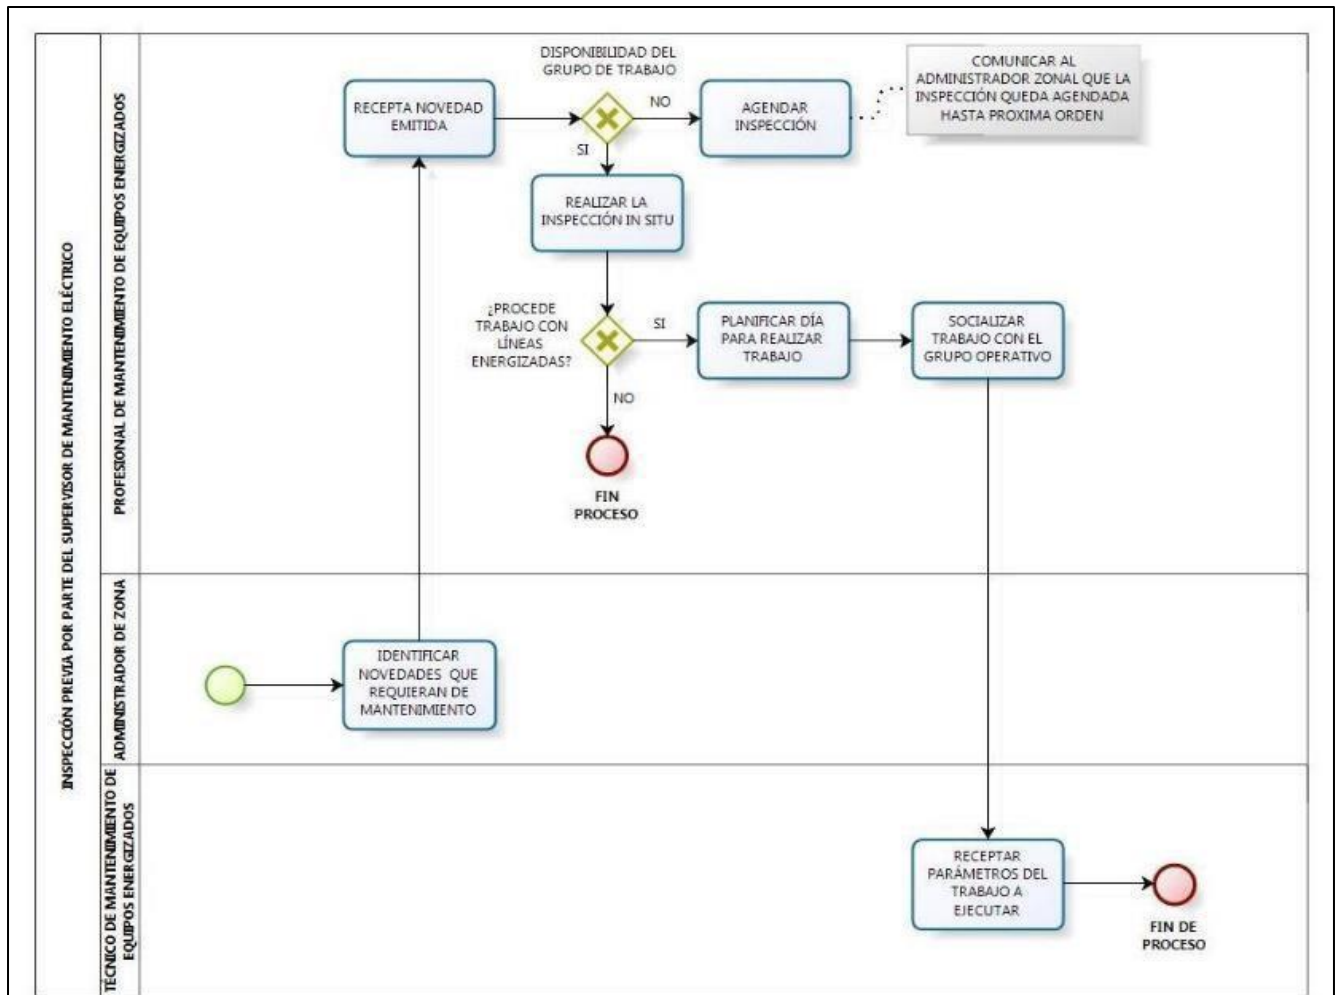 INSPECCIÓN PREVIA POR PARTE DEL SUPERVISOR DE MANTENIMIENTO ELÉCTRICO
PROFESIONAL DE MANTENIMIENTO DE EQUIPOS ENERGIZADOS
RECEPTA NOVEDAD
EMITIDA
DISPONIBILIDAD DEL
GRUPO DE TRABAJO
NO
SI
AGENDAR
INSPECCIÓN
COMUNICAR AL
ADMINISTRADOR ZONAL QUE LA
INSPECCIÓN QUEDA AGENDADA
HASTA PROXIMA ORDEN
REALIZAR LA
INSPECCIÓN IN SITU
¿PROCEDE
TRABAJO CON
LÍNEAS
ENERGIZADAS?
SI
NO
PLANIFICAR DÍA
PARA REALIZAR
TRABAJO
SOCIALIZAR
TRABAJO CON EL
GRUPO OPERATIVO
FIN
PROCESO
ADMINISTRADOR DE ZONA
IDENTIFICAR
NOVEDADES QUE
REQUIERAN DE
MANTENIMIENTO
TÉCNICO DE MANTENIMIENTO DE
EQUIPOS ENERGIZADOS
RECEPTAR
PARÁMETROS DEL
TRABAJO A
EJECUTAR
FIN DE
PROCESO